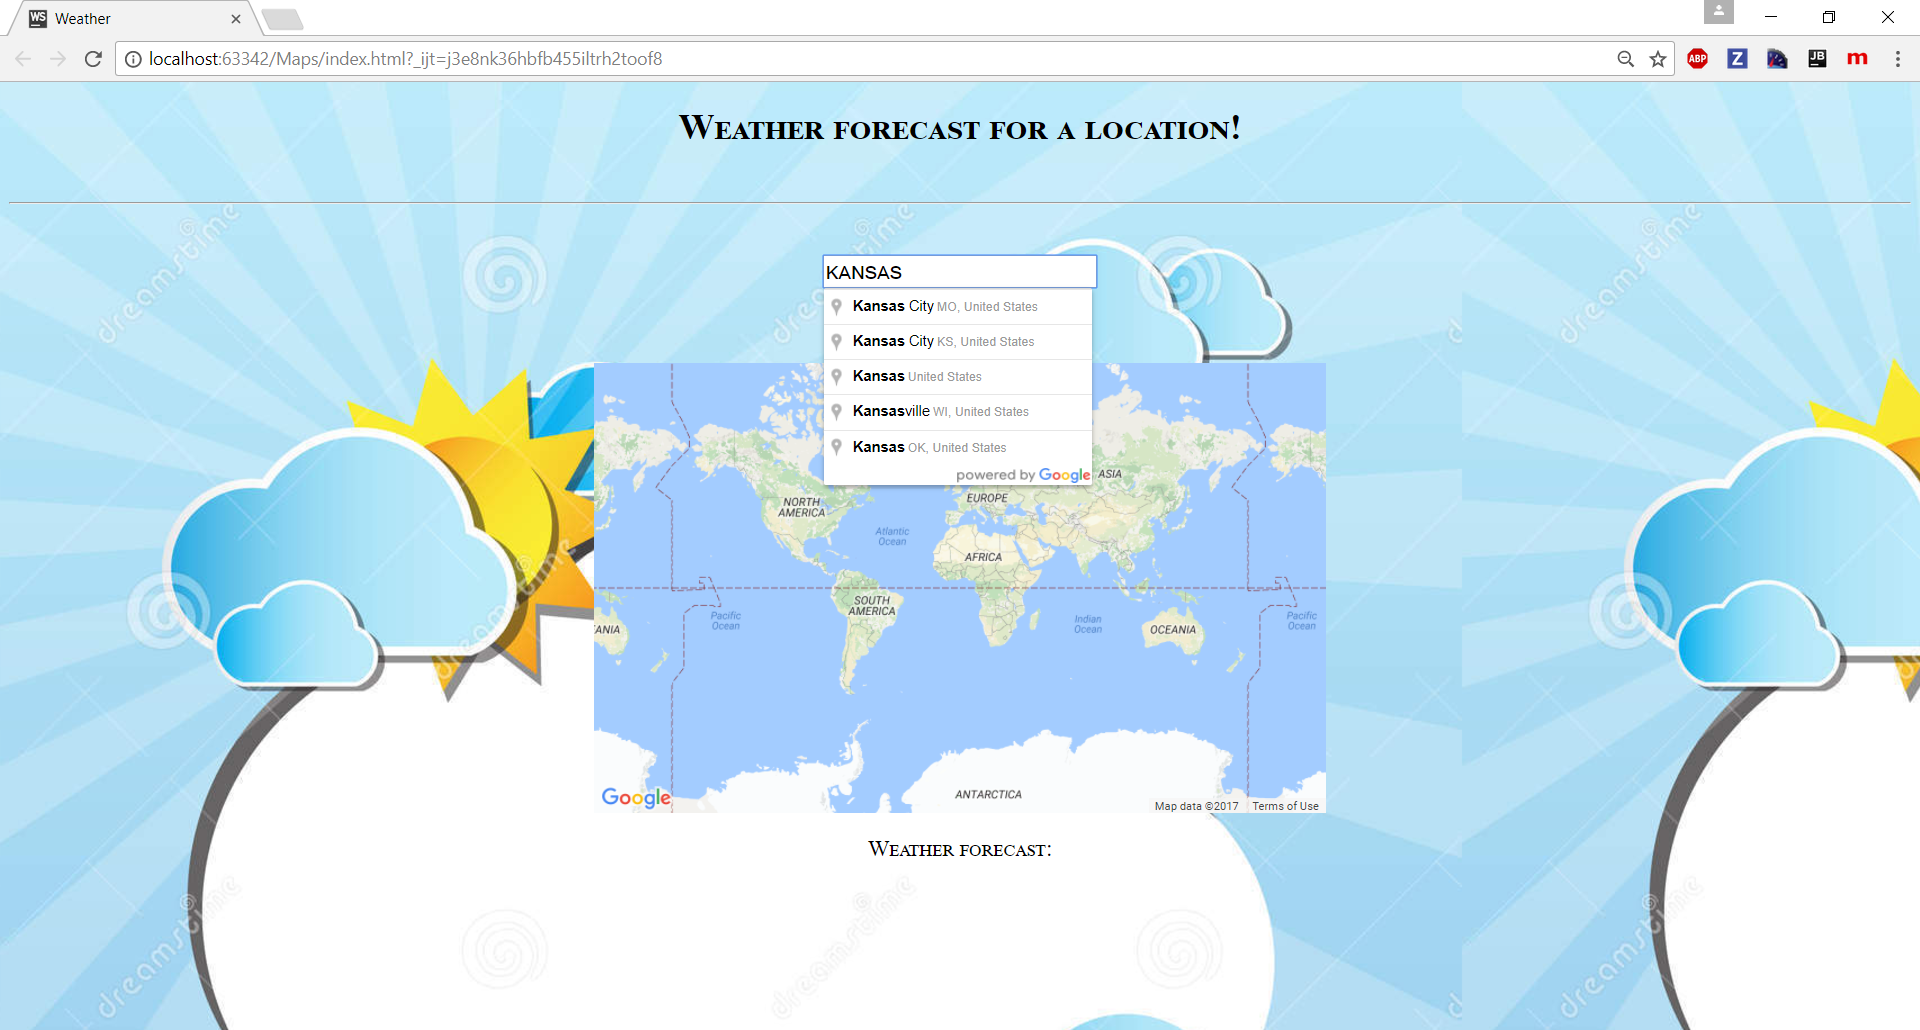 WS Weather
localhost:63342/Maps/index.html?_ijt=j3e8nk36hbfb455iltrh2toof8
ABP Z JB m
Weather forecast for a location!
KANSAS
Kansas City MO, United States
Kansas City KS, United States
Kansas United States
Kansasville WI, United States
Kansas OK, United States
powered by Google
ASIA
EUROPE
NORTH
AMERICA
Atlantic
Ocean
AFRICA
SOUTH
AMERICA
Pacific
Ocean
Indian
Ocean
Pacific
Ocean
ANIA
OCEANIA
ANTARCTICA
Google
Map data ©2017 Terms of Use
Weather forecast:
dreamstime
dreamstime
dreamstime
dreamstime
dreamstime
dreamstime
dreamstime